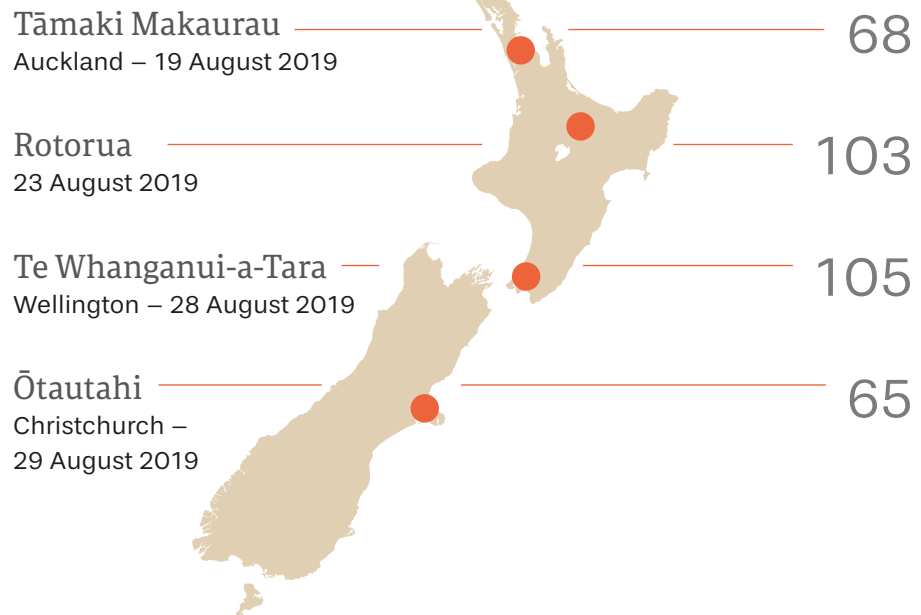 Tāmaki Makaurau
68
Auckland – 19 August 2019
Rotorua
103
23 August 2019
Te Whanganui-a-Tara
105
Wellington – 28 August 2019
Ōtautahi
65
Christchurch –
29 August 2019